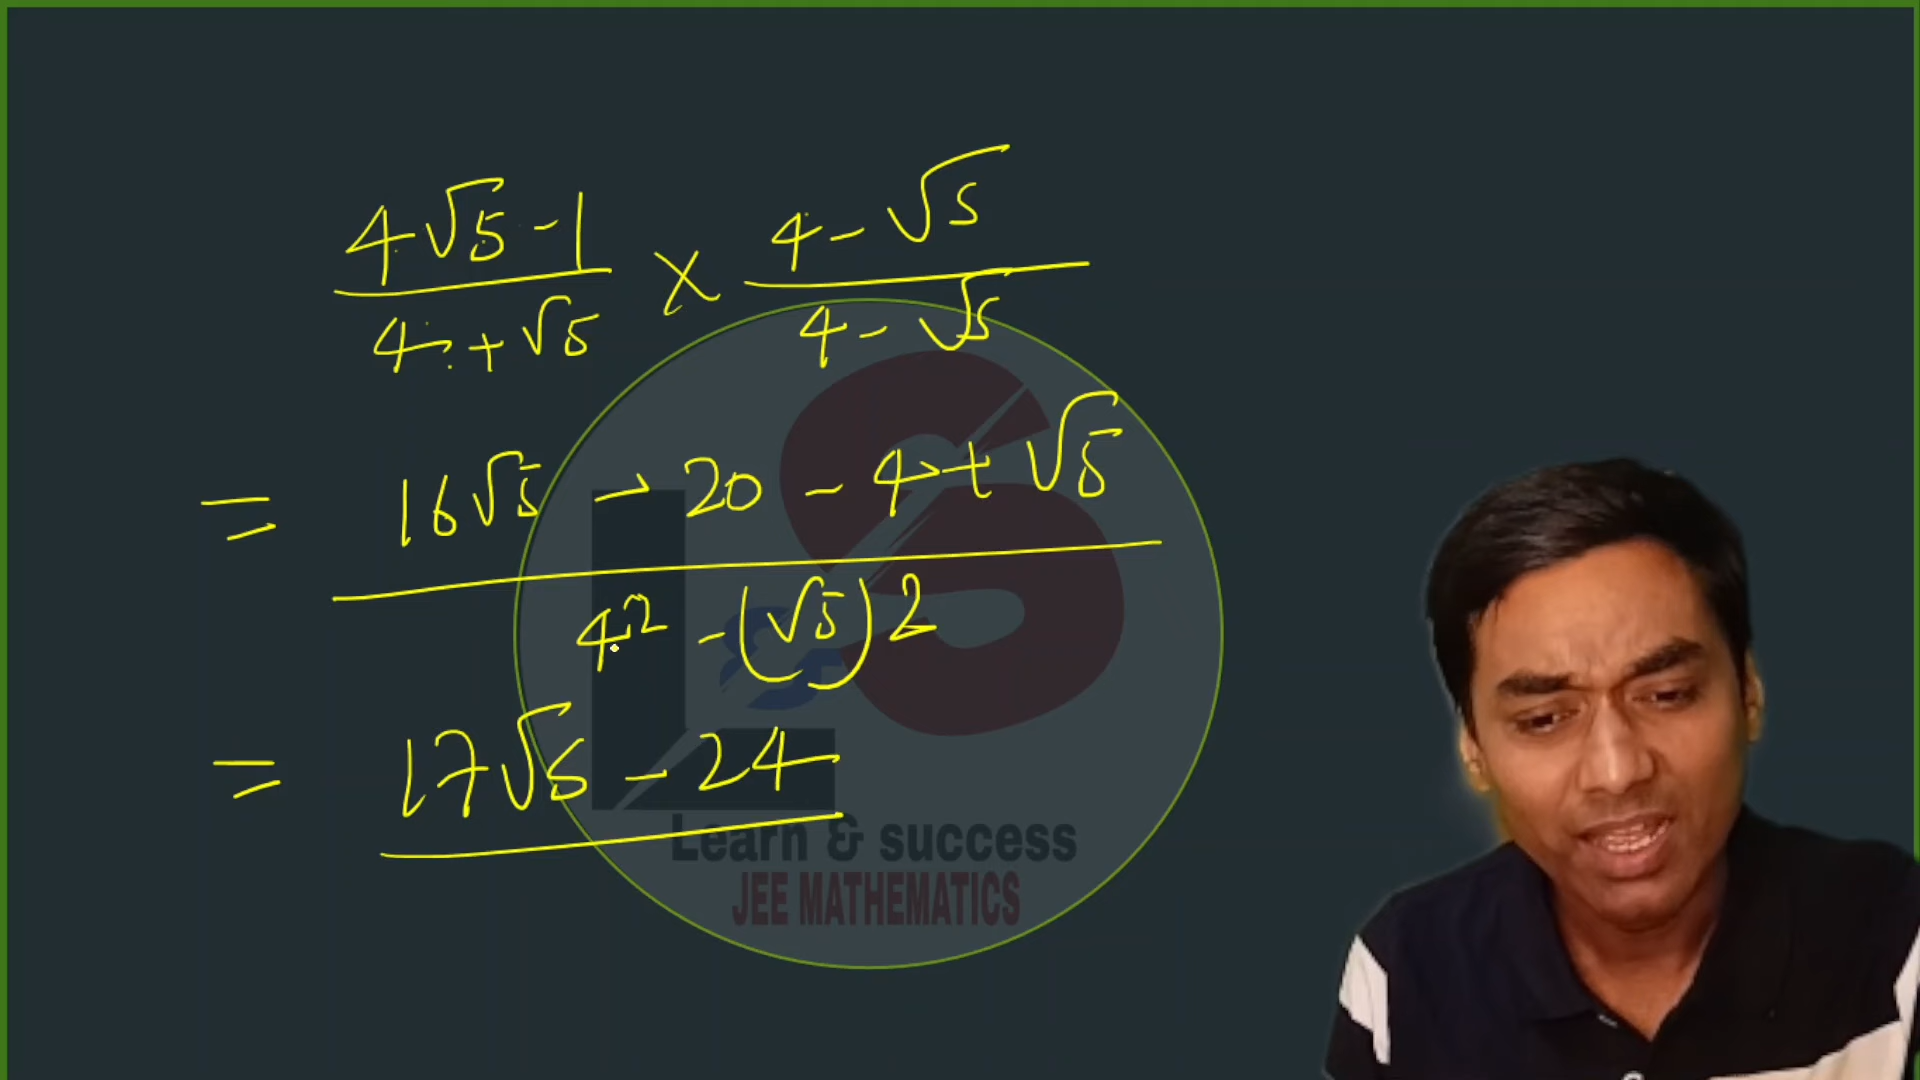 4√5 - 1 / 4 + √5 × 4 - √5 / 4 - √5
= 16√5 - 20 - 4 + √5 / 4² - (√5)²
= 17√5 - 24
Learn & success
JEE MATHEMATICS